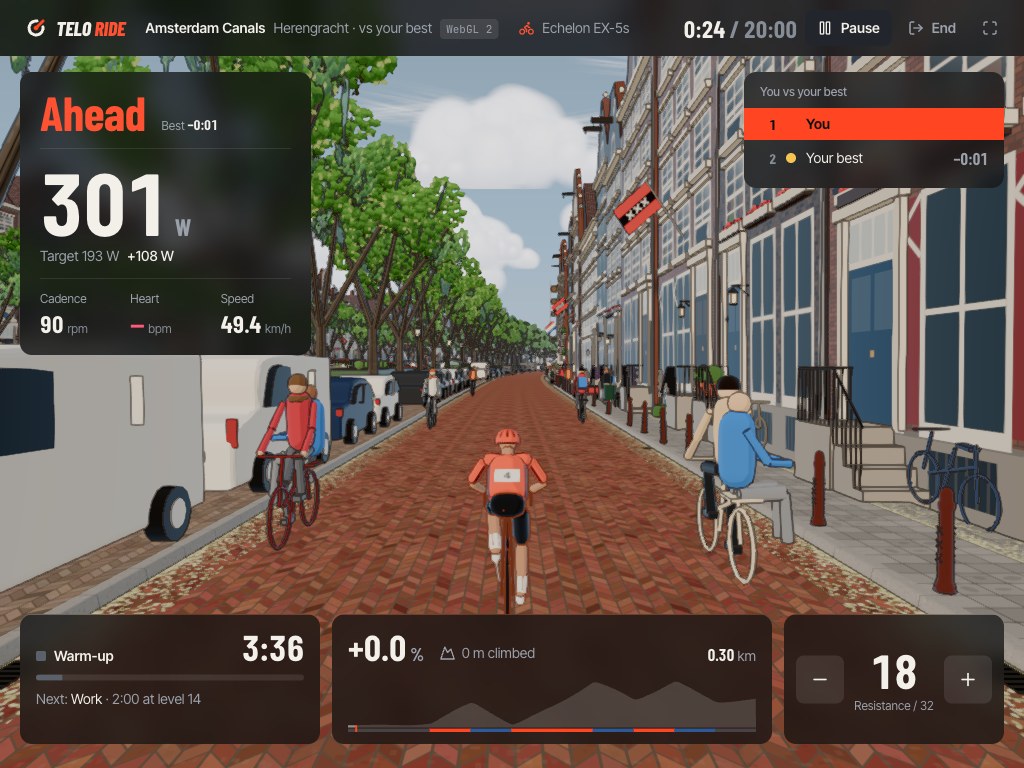 TELO RIDE Amsterdam Canals Herengracht · vs your best WebGL 2 Echelon EX-5s 0:24 / 20:00 Pause End
Ahead Best −0:01
301 W
Target 193 W +108 W
Cadence Heart Speed
90 rpm – bpm 49.4 km/h
You vs your best
1 You
2 Your best −0:01
XXX
4
Warm-up 3:36
Next: Work · 2:00 at level 14
+0.0 % 0 m climbed 0.30 km
− 18 +
Resistance / 32